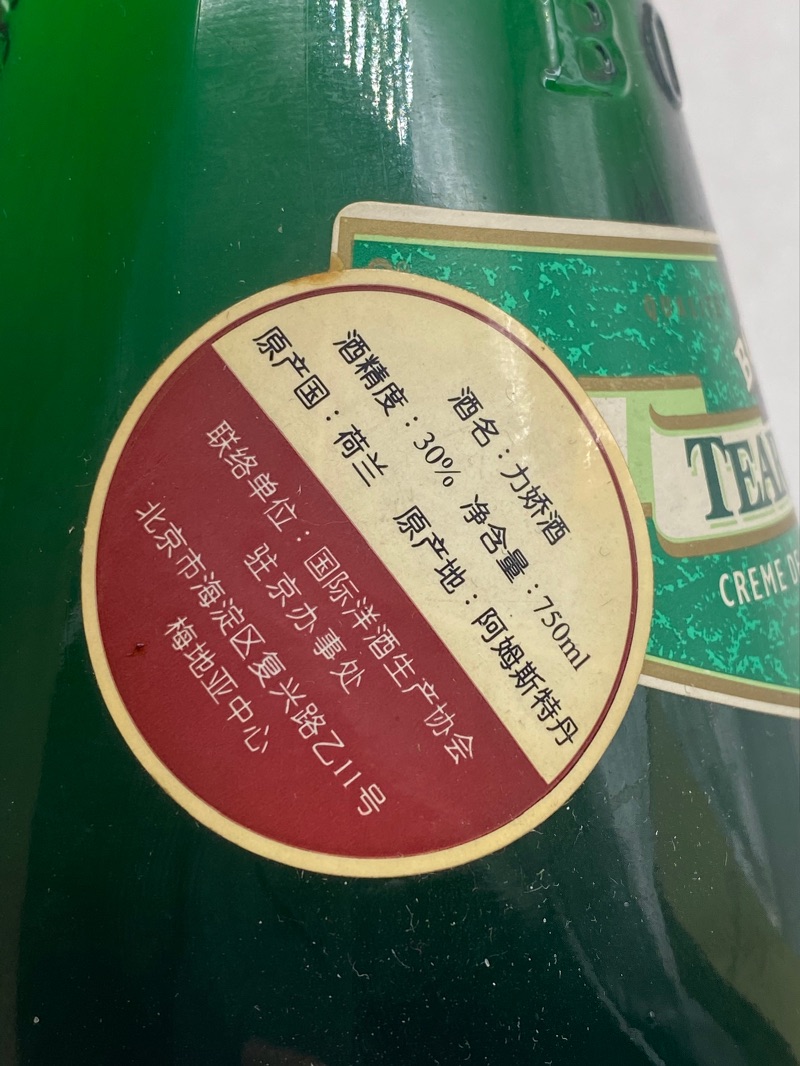 B
酒名：力娇酒
酒精度：30% 净含量：750ml
原产国：荷兰 原产地：阿姆斯特丹
联络单位：国际洋酒生产协会
驻京办事处
北京市海淀区复兴路乙11号
梅地亚中心
B
TEA
CREME DE